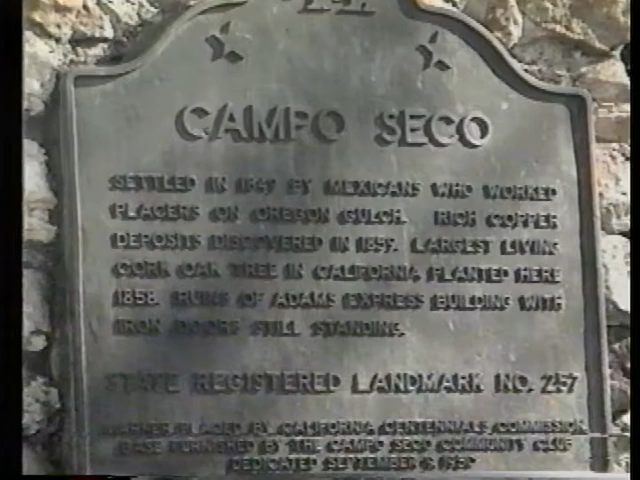 CAMPO SECO
SETTLED IN 1849 BY MEXICANS WHO WORKED
PLACERS ON OREGON GULCH. RICH COPPER
DEPOSITS DISCOVERED IN 1859. LARGEST LIVING
CORK OAK TREE IN CALIFORNIA PLANTED HERE
1858. RUINS OF ADAMS EXPRESS BUILDING WITH
IRON DOORS STILL STANDING.
STATE REGISTERED LANDMARK NO. 257
MARKER PLACED BY CALIFORNIA CENTENNIALS COMMISSION
BASE FURNISHED BY THE CAMPO SECO COMMUNITY CLUB
DEDICATED SEPTEMBER